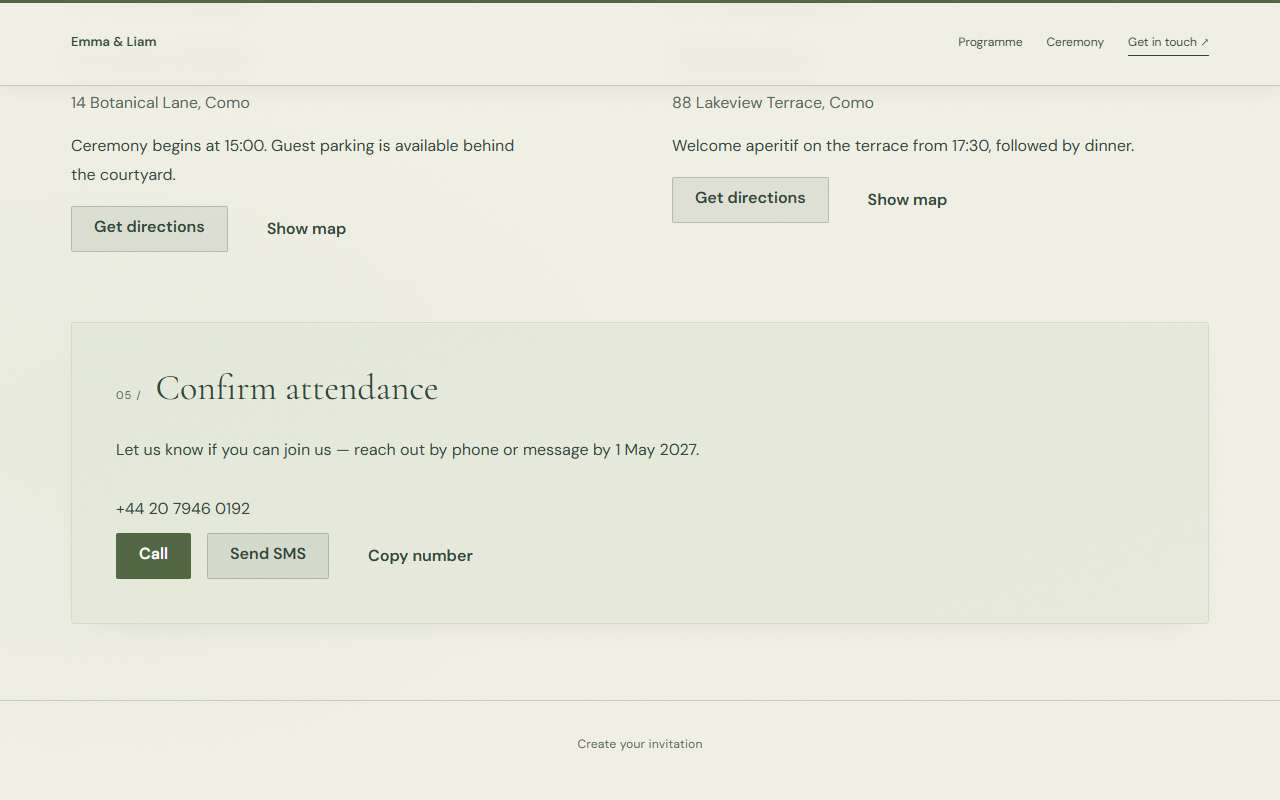 Emma & Liam
Programme
Ceremony
Get in touch ↗
14 Botanical Lane, Como
Ceremony begins at 15:00. Guest parking is available behind
the courtyard.
Get directions
Show map
88 Lakeview Terrace, Como
Welcome aperitif on the terrace from 17:30, followed by dinner.
Get directions
Show map
05 / Confirm attendance
Let us know if you can join us — reach out by phone or message by 1 May 2027.
+44 20 7946 0192
Call
Send SMS
Copy number
Create your invitation